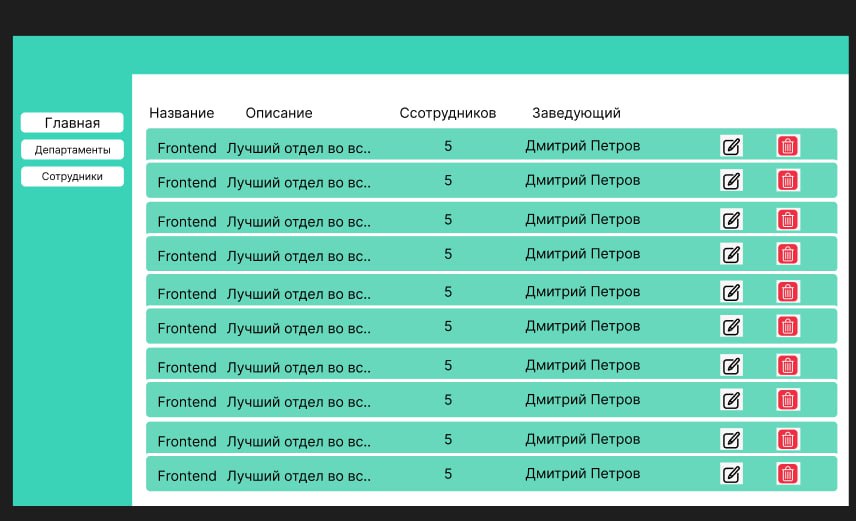 Название Описание Ссотрудников Заведующий
Главная
Департаменты
Сотрудники
Frontend Лучший отдел во вс.. 5 Дмитрий Петров
Frontend Лучший отдел во вс.. 5 Дмитрий Петров
Frontend Лучший отдел во вс.. 5 Дмитрий Петров
Frontend Лучший отдел во вс.. 5 Дмитрий Петров
Frontend Лучший отдел во вс.. 5 Дмитрий Петров
Frontend Лучший отдел во вс.. 5 Дмитрий Петров
Frontend Лучший отдел во вс.. 5 Дмитрий Петров
Frontend Лучший отдел во вс.. 5 Дмитрий Петров
Frontend Лучший отдел во вс.. 5 Дмитрий Петров
Frontend Лучший отдел во вс.. 5 Дмитрий Петров